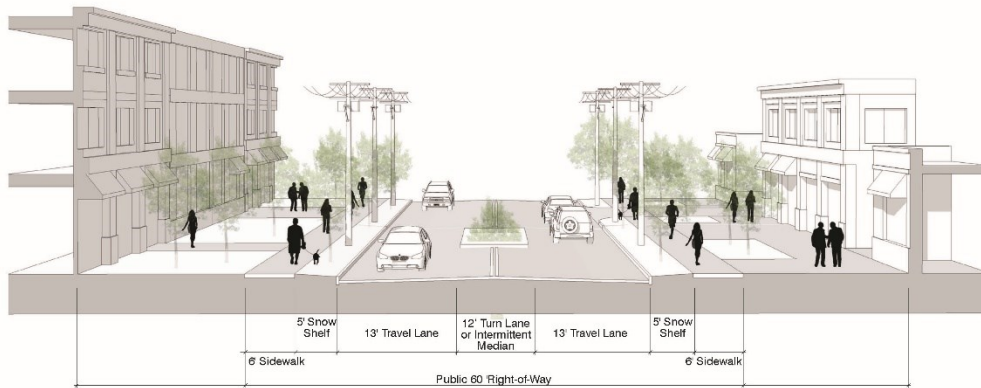 5' Snow
Shelf
13' Travel Lane
12' Turn Lane
or Intermittent
Median
13' Travel Lane
5' Snow
Shelf
6' Sidewalk
6' Sidewalk
Public 60 'Right-of-Way